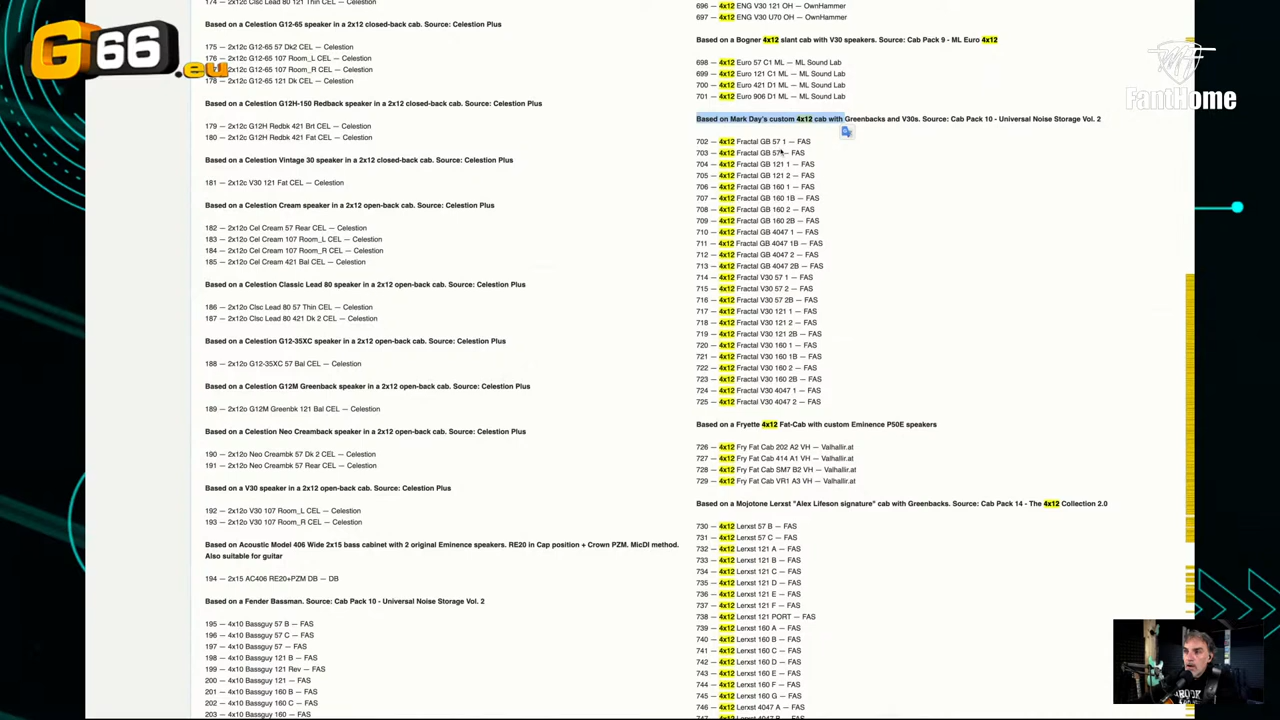 174 — 2x12c Clsc Lead 80 121 Thin CEL — Celestion
Based on a Celestion G12-65 speaker in a 2x12 closed-back cab. Source: Celestion Plus
175 — 2x12c G12-65 57 Dk2 CEL — Celestion
176 — 2x12c G12-65 107 Room_L CEL — Celestion
2x12c G12-65 107 Room_R CEL — Celestion
178 — 2x12c G12-65 121 Dk CEL — Celestion
Based on a Celestion G12H-150 Redback speaker in a 2x12 closed-back cab. Source: Celestion Plus
179 — 2x12c G12H Redbk 421 Brt CEL — Celestion
180 — 2x12c G12H Redbk 421 Fat CEL — Celestion
Based on a Celestion Vintage 30 speaker in a 2x12 closed-back cab. Source: Celestion Plus
181 — 2x12c V30 121 Fat CEL — Celestion
Based on a Celestion Cream speaker in a 2x12 open-back cab. Source: Celestion Plus
182 — 2x12o Cel Cream 57 Rear CEL — Celestion
183 — 2x12o Cel Cream 107 Room_L CEL — Celestion
184 — 2x12o Cel Cream 107 Room_R CEL — Celestion
185 — 2x12o Cel Cream 421 Bal CEL — Celestion
Based on a Celestion Classic Lead 80 speaker in a 2x12 open-back cab. Source: Celestion Plus
186 — 2x12o Clsc Lead 80 57 Thin CEL — Celestion
187 — 2x12o Clsc Lead 80 421 Dk 2 CEL — Celestion
Based on a Celestion G12-35XC speaker in a 2x12 open-back cab. Source: Celestion Plus
188 — 2x12o G12-35XC 57 Bal CEL — Celestion
Based on a Celestion G12M Greenback speaker in a 2x12 open-back cab. Source: Celestion Plus
189 — 2x12o G12M Greenbk 121 Bal CEL — Celestion
Based on a Celestion Neo Creamback speaker in a 2x12 open-back cab. Source: Celestion Plus
190 — 2x12o Neo Creambk 57 Dk 2 CEL — Celestion
191 — 2x12o Neo Creambk 57 Rear CEL — Celestion
Based on a V30 speaker in a 2x12 open-back cab. Source: Celestion Plus
192 — 2x12o V30 107 Room_L CEL — Celestion
193 — 2x12o V30 107 Room_R CEL — Celestion
Based on Acoustic Model 406 Wide 2x15 bass cabinet with 2 original Eminence speakers. RE20 in Cap position + Crown PZM. MicDI method.
Also suitable for guitar
194 — 2x15 AC406 RE20+PZM DB — DB
Based on a Fender Bassman. Source: Cab Pack 10 - Universal Noise Storage Vol. 2
195 — 4x10 Bassguy 57 B — FAS
196 — 4x10 Bassguy 57 C — FAS
197 — 4x10 Bassguy 57 — FAS
198 — 4x10 Bassguy 121 B — FAS
199 — 4x10 Bassguy 121 Rev — FAS
200 — 4x10 Bassguy 121 — FAS
201 — 4x10 Bassguy 160 B — FAS
202 — 4x10 Bassguy 160 C — FAS
203 — 4x10 Bassguy 160 — FAS
696 — 4x12 ENG V30 121 OH — OwnHammer
697 — 4x12 ENG V30 U70 OH — OwnHammer
Based on a Bogner 4x12 slant cab with V30 speakers. Source: Cab Pack 9 - ML Euro 4x12
698 — 4x12 Euro 57 C1 ML — ML Sound Lab
699 — 4x12 Euro 121 C1 ML — ML Sound Lab
700 — 4x12 Euro 421 D1 ML — ML Sound Lab
701 — 4x12 Euro 906 D1 ML — ML Sound Lab
Based on Mark Day's custom 4x12 cab with Greenbacks and V30s. Source: Cab Pack 10 - Universal Noise Storage Vol. 2
702 — 4x12 Fractal GB 57 1 — FAS
703 — 4x12 Fractal GB 57 — FAS
704 — 4x12 Fractal GB 121 1 — FAS
705 — 4x12 Fractal GB 121 2 — FAS
706 — 4x12 Fractal GB 160 1 — FAS
707 — 4x12 Fractal GB 160 1B — FAS
708 — 4x12 Fractal GB 160 2 — FAS
709 — 4x12 Fractal GB 160 2B — FAS
710 — 4x12 Fractal GB 4047 1 — FAS
711 — 4x12 Fractal GB 4047 1B — FAS
712 — 4x12 Fractal GB 4047 2 — FAS
713 — 4x12 Fractal GB 4047 2B — FAS
714 — 4x12 Fractal V30 57 1 — FAS
715 — 4x12 Fractal V30 57 2 — FAS
716 — 4x12 Fractal V30 57 2B — FAS
717 — 4x12 Fractal V30 121 1 — FAS
718 — 4x12 Fractal V30 121 2 — FAS
719 — 4x12 Fractal V30 121 2B — FAS
720 — 4x12 Fractal V30 160 1 — FAS
721 — 4x12 Fractal V30 160 1B — FAS
722 — 4x12 Fractal V30 160 2 — FAS
723 — 4x12 Fractal V30 160 2B — FAS
724 — 4x12 Fractal V30 4047 1 — FAS
725 — 4x12 Fractal V30 4047 2 — FAS
Based on a Fryette 4x12 Fat-Cab with custom Eminence P50E speakers
726 — 4x12 Fry Fat Cab 202 A2 VH — Valhallir.at
727 — 4x12 Fry Fat Cab 414 A1 VH — Valhallir.at
728 — 4x12 Fry Fat Cab SM7 B2 VH — Valhallir.at
729 — 4x12 Fry Fat Cab VR1 A3 VH — Valhallir.at
Based on a Mojotone Lerxst "Alex Lifeson signature" cab with Greenbacks. Source: Cab Pack 14 - The 4x12 Collection 2.0
730 — 4x12 Lerxst 57 B — FAS
731 — 4x12 Lerxst 57 C — FAS
732 — 4x12 Lerxst 121 A — FAS
733 — 4x12 Lerxst 121 B — FAS
734 — 4x12 Lerxst 121 C — FAS
735 — 4x12 Lerxst 121 D — FAS
736 — 4x12 Lerxst 121 E — FAS
737 — 4x12 Lerxst 121 F — FAS
738 — 4x12 Lerxst 121 PORT — FAS
739 — 4x12 Lerxst 160 A — FAS
740 — 4x12 Lerxst 160 B — FAS
741 — 4x12 Lerxst 160 C — FAS
742 — 4x12 Lerxst 160 D — FAS
743 — 4x12 Lerxst 160 E — FAS
744 — 4x12 Lerxst 160 F — FAS
745 — 4x12 Lerxst 160 G — FAS
746 — 4x12 Lerxst 4047 A — FAS
747 — 4x12 Lerxst 4047 B — FAS
G66.eu
FantHome